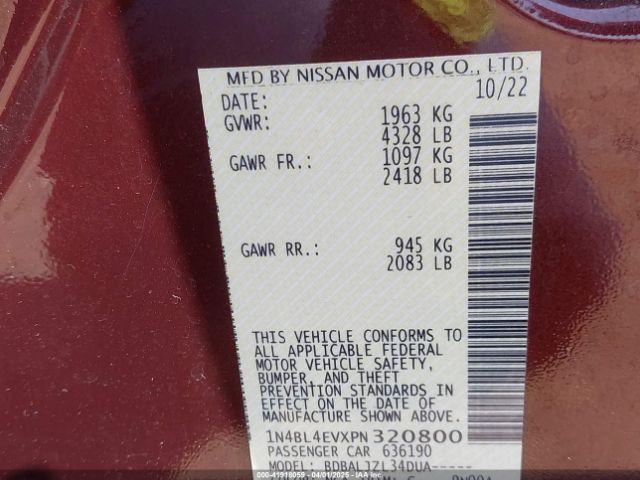 MFD BY NISSAN MOTOR CO., LTD.
DATE: 10/22
GVWR: 1963 KG
4328 LB
GAWR FR.: 1097 KG
2418 LB
GAWR RR.: 945 KG
2083 LB
THIS VEHICLE CONFORMS TO
ALL APPLICABLE FEDERAL
MOTOR VEHICLE SAFETY,
BUMPER, AND THEFT
PREVENTION STANDARDS IN
EFFECT ON THE DATE OF
MANUFACTURE SHOWN ABOVE.
1N4BL4EVXPN320800
PASSENGER CAR 636190
MODEL: BDBALJZL34DUA-----
41918059 - 04/01/2025 - COPYRIGHT IAA, LLC